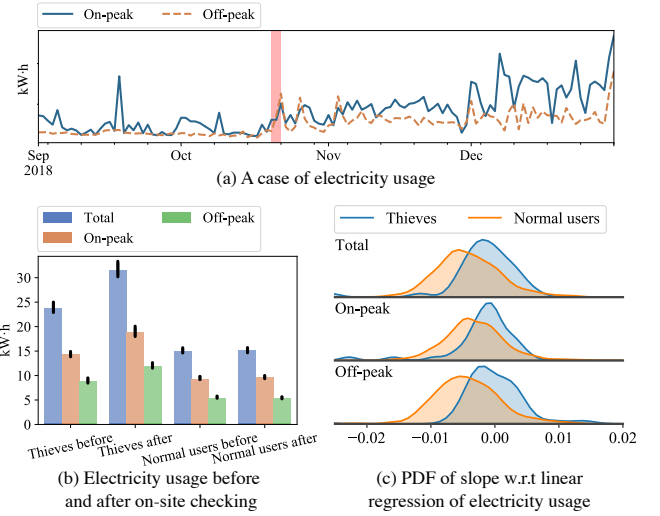 On-peak Off-peak
kW·h
Sep Oct Nov Dec
2018
(a) A case of electricity usage
Total Off-peak
On-peak
kW·h
30
25
20
15
10
5
0
Thieves before Thieves after Normal users before Normal users after
(b) Electricity usage before
and after on-site checking
Thieves Normal users
Total
On-peak
Off-peak
−0.02 −0.01 0.00 0.01 0.02
(c) PDF of slope w.r.t linear
regression of electricity usage